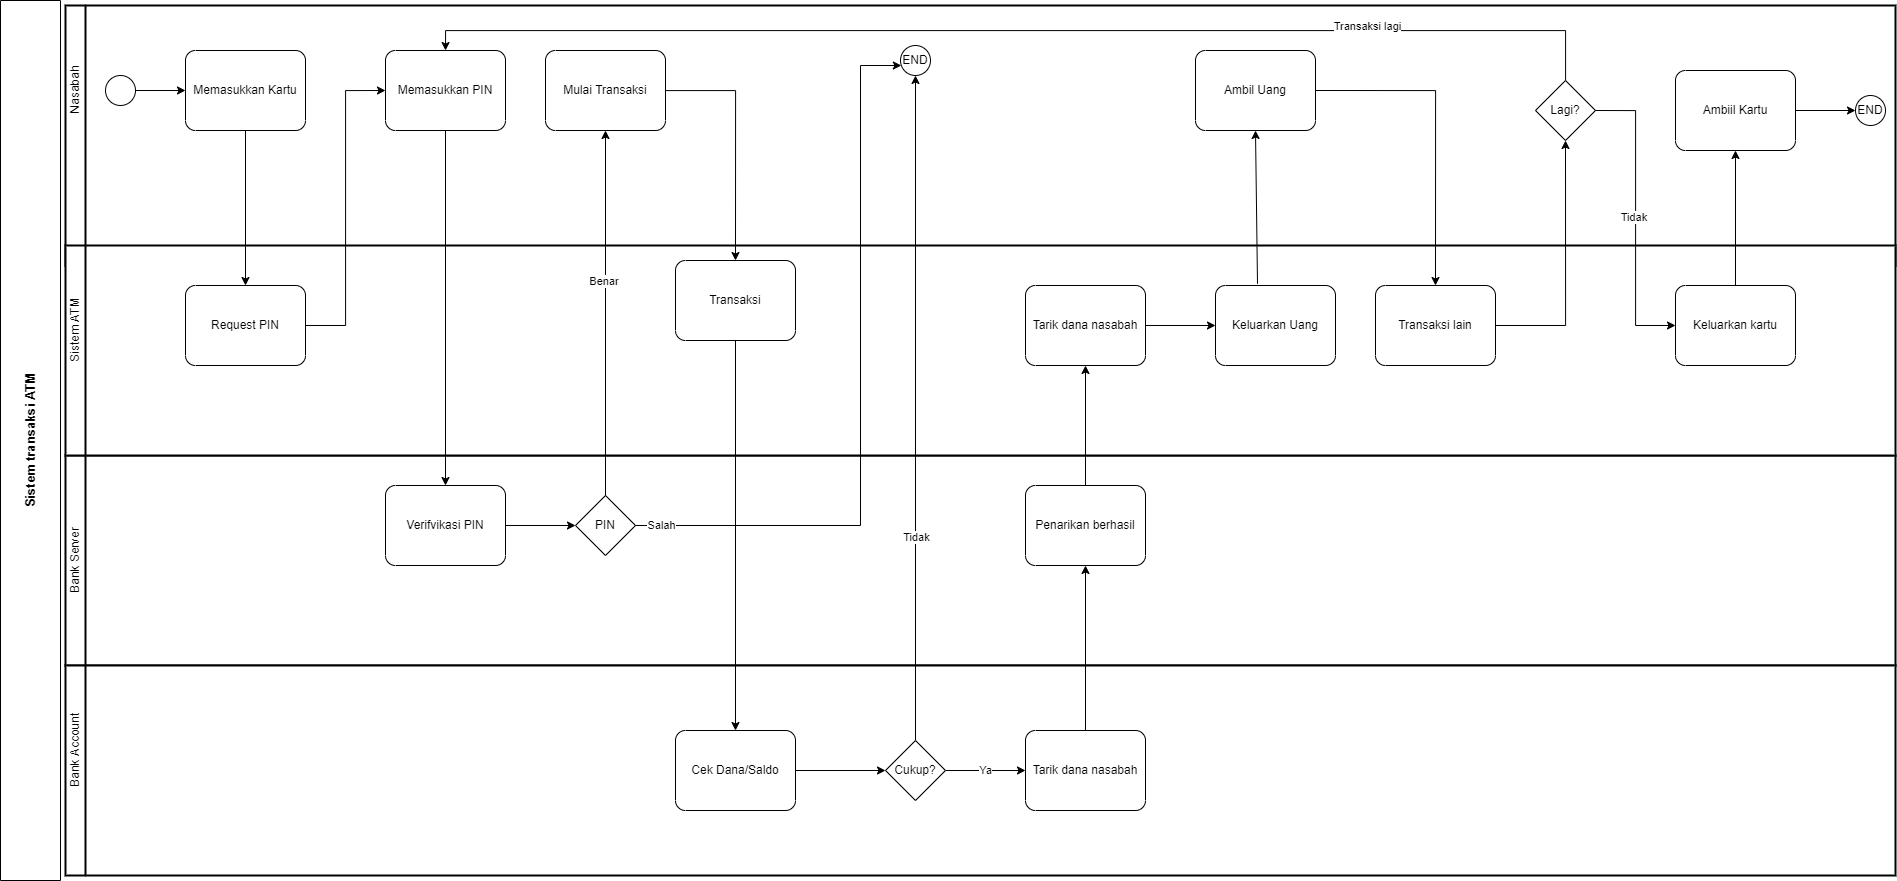 Sistem transaksi ATM
Nasabah
Transaksi lagi
Memasukkan Kartu
Memasukkan PIN
Mulai Transaksi
END
Ambil Uang
Lagi?
Ambiil Kartu
END
Tidak
Sistem ATM
Benar
Request PIN
Transaksi
Tarik dana nasabah
Keluarkan Uang
Transaksi lain
Keluarkan kartu
Bank Server
Verifvikasi PIN
PIN
Salah
Tidak
Penarikan berhasil
Bank Account
Cek Dana/Saldo
Cukup?
Ya
Tarik dana nasabah